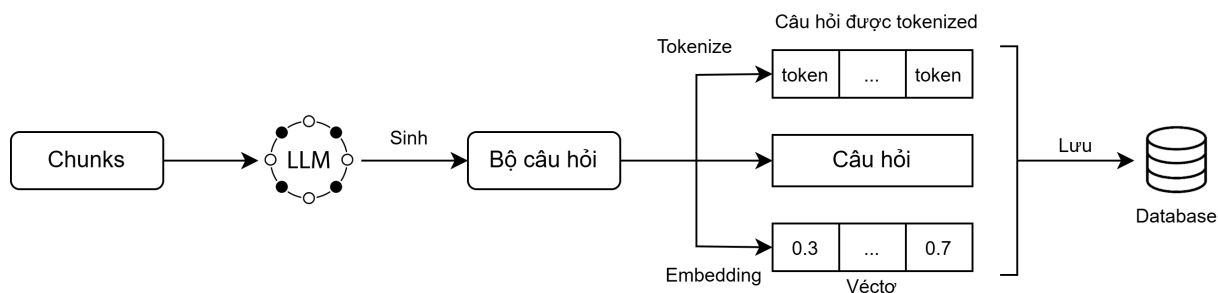 Câu hỏi được tokenized
Tokenize
token ... token
Chunks
LLM
Sinh
Bộ câu hỏi
Câu hỏi
Lưu
Database
Embedding
0.3 ... 0.7
Véctơ